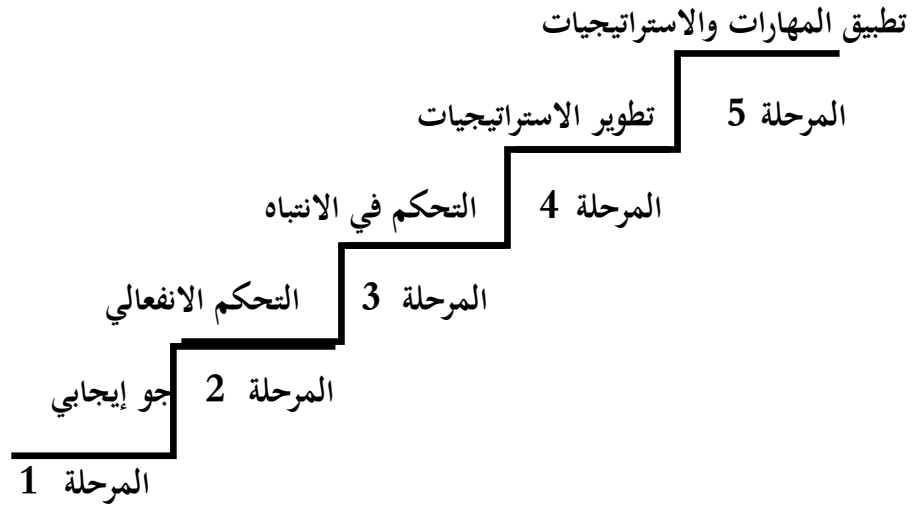 تطبيق المهارات والاستراتيجيات
المرحلة 5
تطوير الاستراتيجيات
المرحلة 4
التحكم في الانتباه
المرحلة 3
التحكم الانفعالي
المرحلة 2
جو إيجابي
المرحلة 1